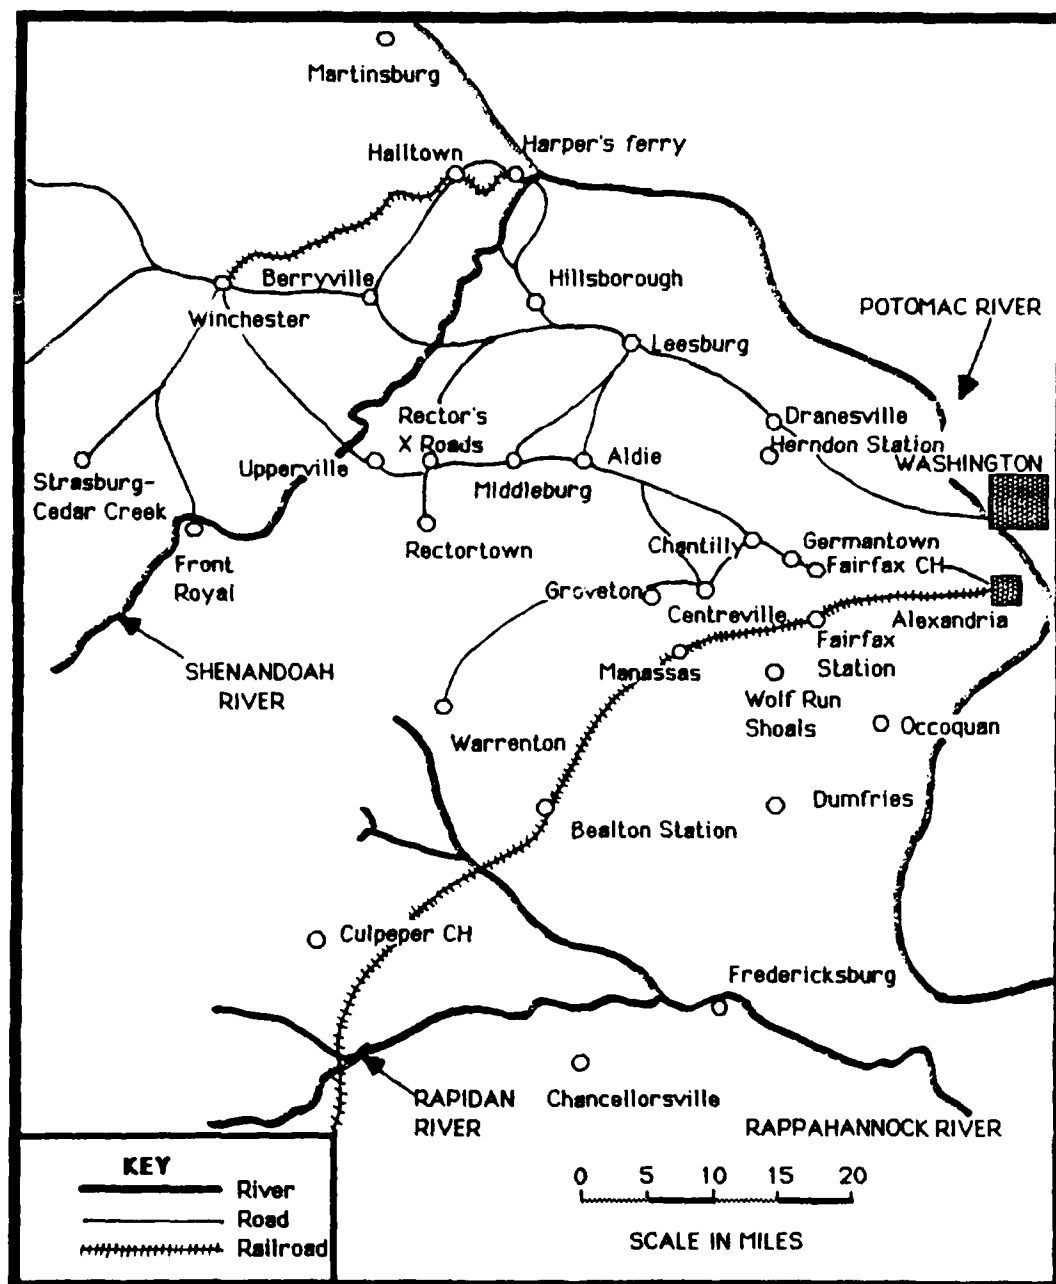 Martinsburg
Harper's ferry
Halltown
Berryville
Hillsborough
Winchester
POTOMAC RIVER
Leesburg
Rector's
X Roads
Dranesville
Herndon Station
Upperville
Aldie
WASHINGTON
Strasburg-
Cedar Creek
Middleburg
Rectortown
Chantilly
Germantown
Fairfax CH
Front
Royal
Groveton
Centreville
Alexandria
SHENANDOAH
RIVER
Manassas
Fairfax
Station
Wolf Run
Shoals
Occoquan
Warrenton
Dumfries
Bealton Station
Culpeper CH
Fredericksburg
RAPIDAN
RIVER
Chancellorsville
RAPPAHANNOCK RIVER
KEY
River
Road
Railroad
0 5 10 15 20
SCALE IN MILES